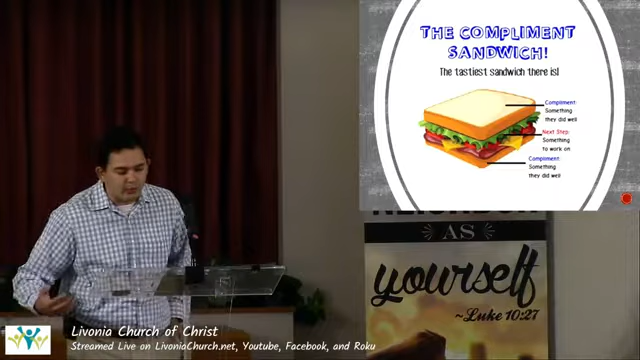 THE COMPLIMENT
SANDWICH!
The tastiest sandwich there is!
Compliment:
Something
they did well
Next Step:
Something
to work on
Compliment:
Something
they did well
AS
yourself
~Luke 10:27
Livonia Church of Christ
Streamed Live on LivoniaChurch.net, Youtube, Facebook, and Roku